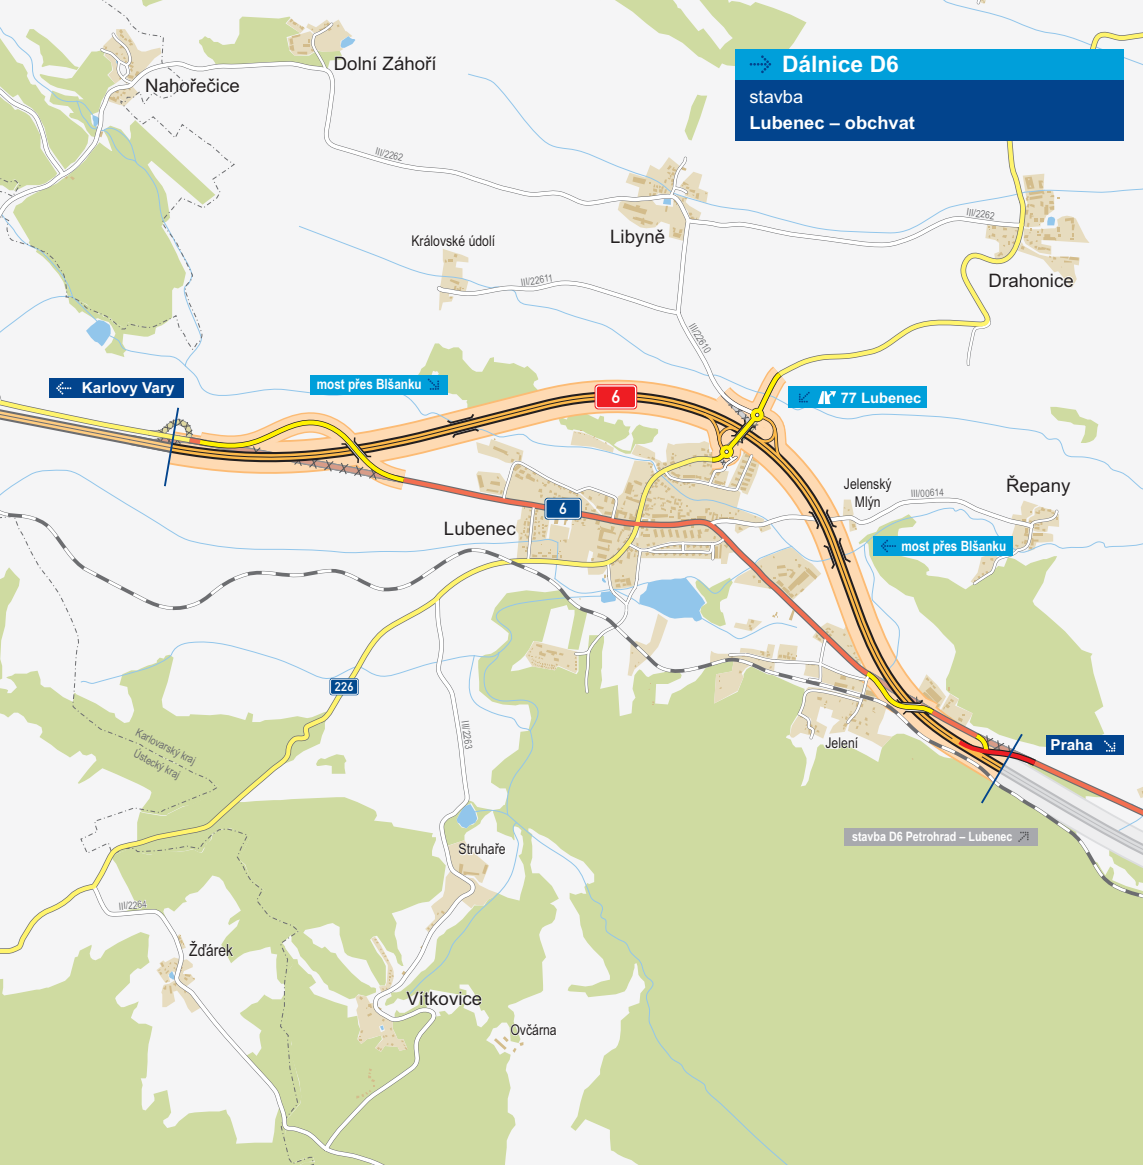 Dálnice D6
stavba
Lubenec – obchvat
Dolní Záhoří
Nahořečice
III/2262
Libyně
III/2262
Královské údolí
Drahonice
III/22611
III/22610
Karlovy Vary
most přes Blšanku
6
77 Lubenec
Jelenský
Mlýn
Řepany
III/00614
6
Lubenec
most přes Blšanku
226
Karlovarský kraj
Ústecký kraj
III/2263
Jelení
Praha
stavba D6 Petrohrad – Lubenec
Struhaře
III/2264
Žďárek
Vítkovice
Ovčárna